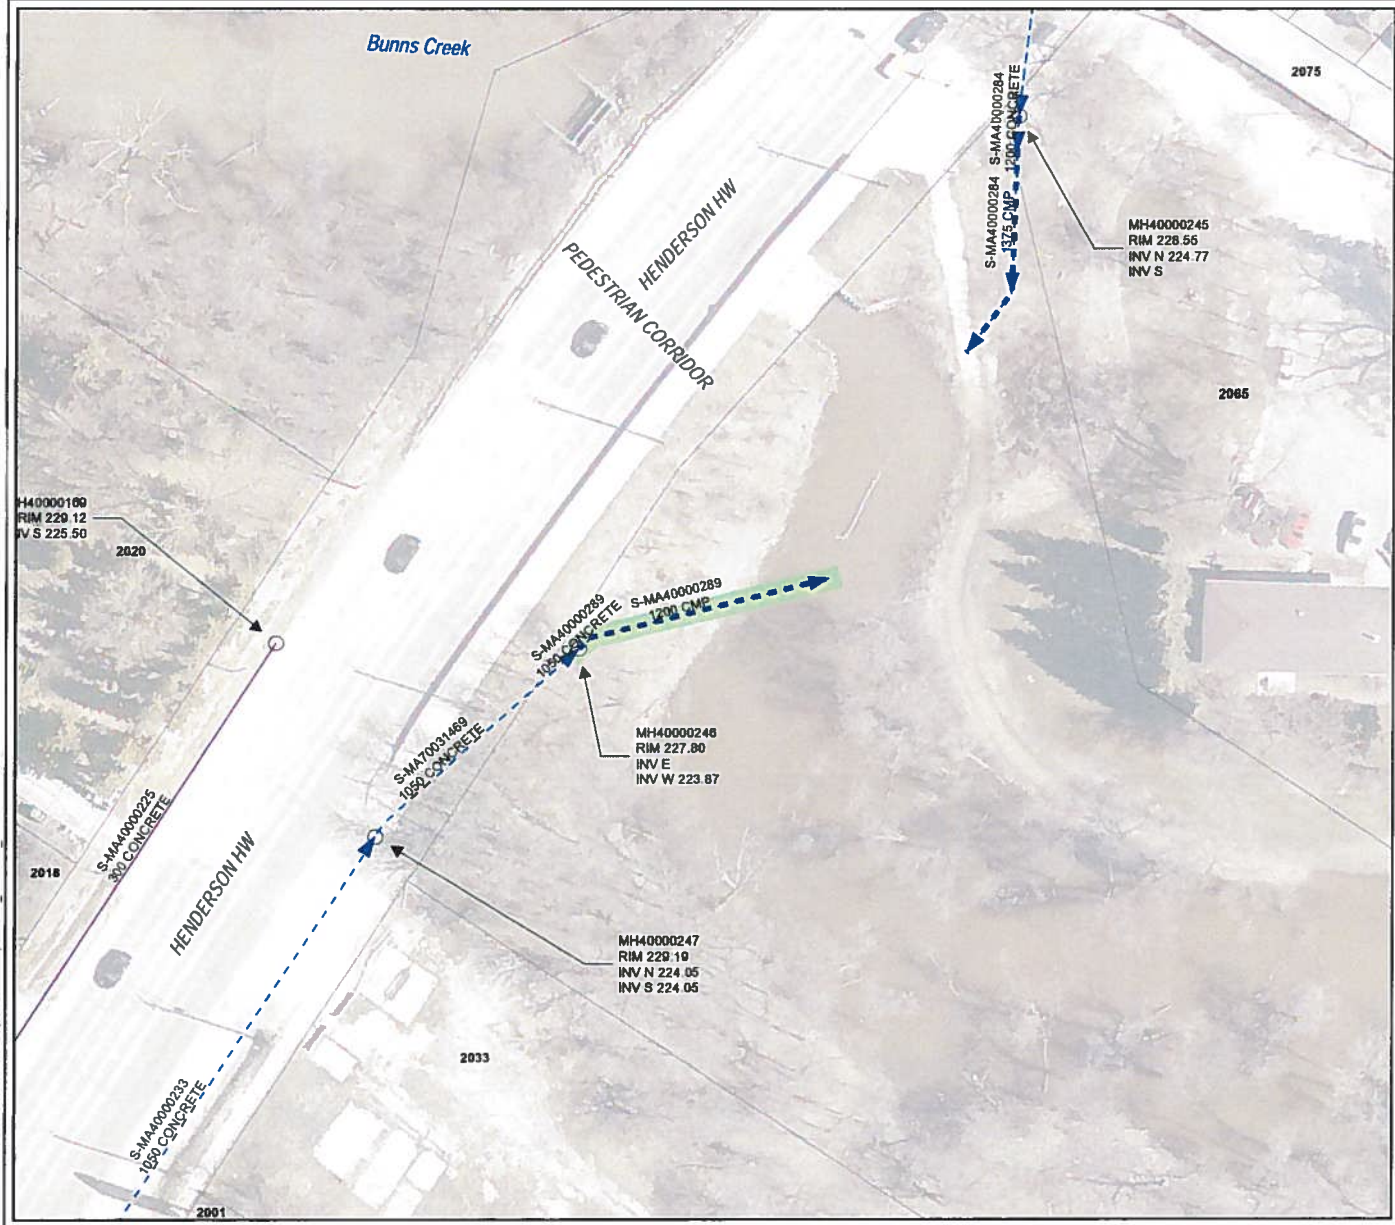 Bunns Creek
2075
S-MA40000284
1200 CONCRETE
S-MA40000284
1375 CMP
HENDERSON HW
PEDESTRIAN CORRIDOR
MH40000245
RIM 228.55
INV N 224.77
INV S
2065
H40000169
RIM 229.12
NV S 225.50
2020
S-MA40000289
1200 CMP
S-MA40000289
1050 CONCRETE
MH40000246
RIM 227.80
INV E
INV W 223.87
S-MA70031469
1050 CONCRETE
S-MA40000225
300 CONCRETE
2018
HENDERSON HW
MH40000247
RIM 229.19
INV N 224.05
INV S 224.05
2033
S-MA40000233
1050 CONCRETE
2001